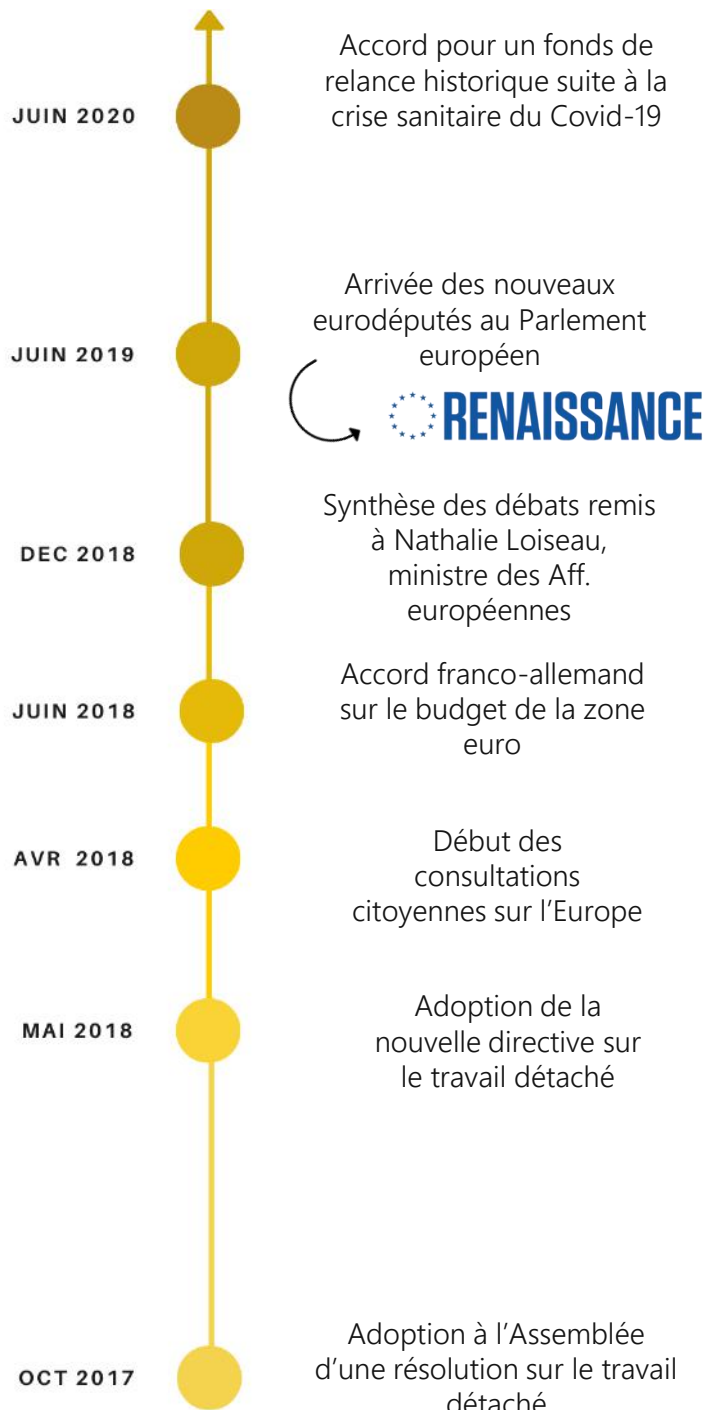 Accord pour un fonds de
relance historique suite à la
JUIN 2020
crise sanitaire du Covid-19
Arrivée des nouveaux
eurodéputés au Parlement
JUIN 2019
européen
RENAISSANCE
Synthèse des débats remis
à Nathalie Loiseau,
DEC 2018
ministre des Aff.
européennes
Accord franco-allemand
JUIN 2018
sur le budget de la zone
euro
Début des
AVR 2018
consultations
citoyennes sur l’Europe
Adoption de la
MAI 2018
nouvelle directive sur
le travail détaché
Adoption à l’Assemblée
OCT 2017
d’une résolution sur le travail
détaché